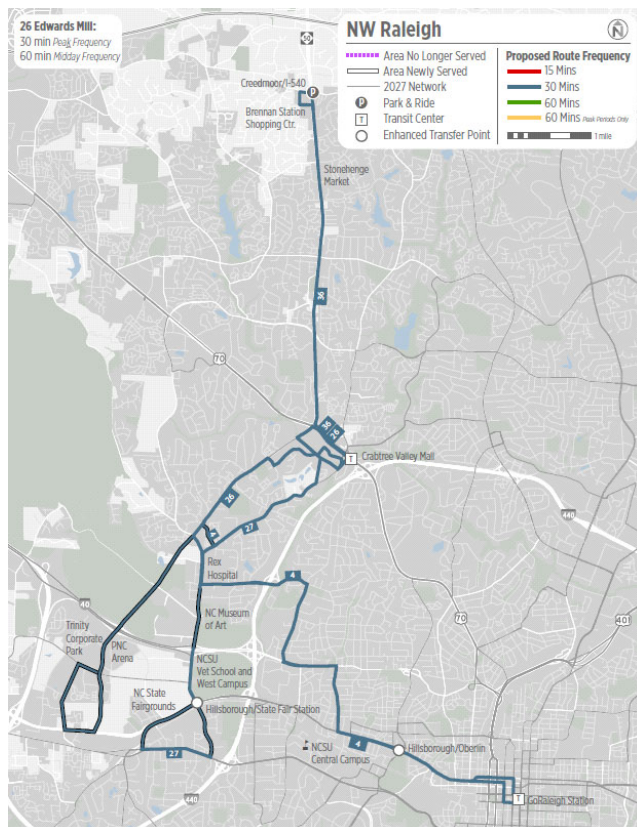 26 Edwards Mill:
30 min Peak Frequency
60 min Midday Frequency
NW Raleigh
N
Area No Longer Served
Area Newly Served
2027 Network
P Park & Ride
T Transit Center
Enhanced Transfer Point
Proposed Route Frequency
15 Mins
30 Mins
60 Mins
60 Mins Peak Periods Only
1 mile
50
Creedmoor/I-540
P
Brennan Station
Shopping Ctr.
Stonehenge
Market
36
70
36
26
T
Crabtree Valley Mall
26
4
27
440
Rex
Hospital
4
40
NC Museum
of Art
70
401
Trinity
Corporate
Park
PNC
Arena
NCSU
Vet School and
West Campus
NC State
Fairgrounds
Hillsborough/State Fair Station
27
4
Hillsborough/Oberlin
NCSU
Central Campus
440
T
GoRaleigh Station